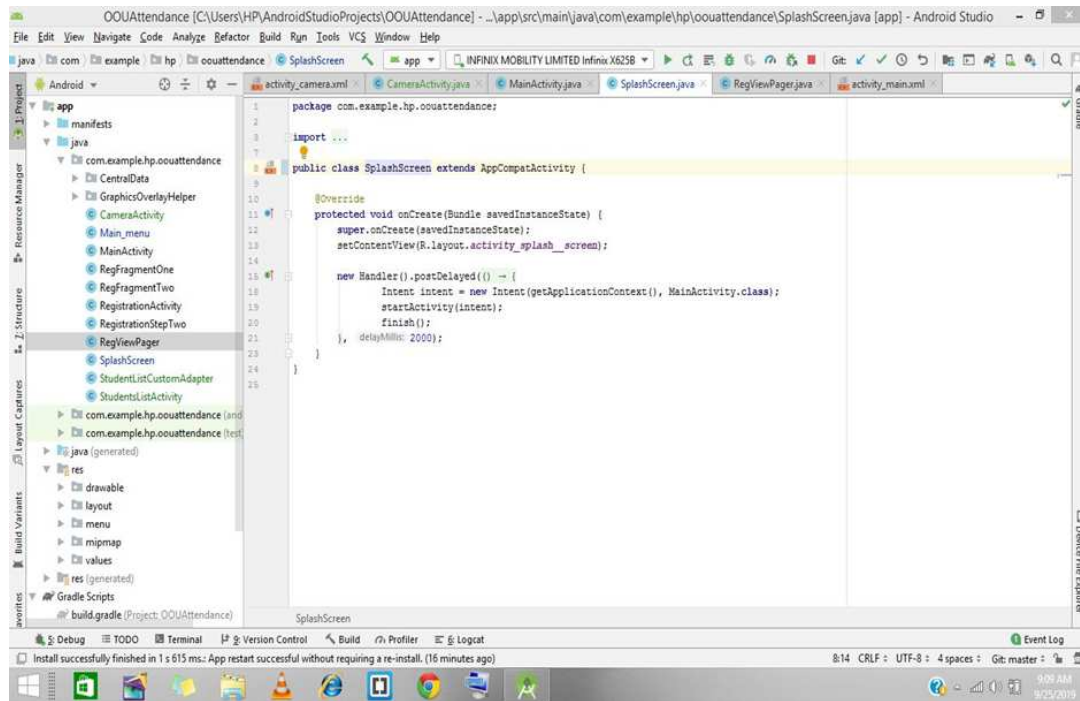 OOUAttendance [C:\Users\HP\AndroidStudioProjects\OOUAttendance] - ...\app\src\main\java\com\example\hp\oouattendance\SplashScreen.java [app] - Android Studio
File Edit View Navigate Code Analyze Refactor Build Run Tools VCS Window Help
java com example hp oouattendance SplashScreen app INFINIX MOBILITY LIMITED Infinix X625B Git:
Android
activity_camera.xml CameraActivity.java MainActivity.java SplashScreen.java RegViewPager.java activity_main.xml
1: Project
Resource Manager
Z: Structure
Layout Captures
Build Variants
app
manifests
java
com.example.hp.oouattendance
CentralData
GraphicsOverlayHelper
CameraActivity
Main_menu
MainActivity
RegFragmentOne
RegFragmentTwo
RegistrationActivity
RegistrationStepTwo
RegViewPager
SplashScreen
StudentListCustomAdapter
StudentsListActivity
com.example.hp.oouattendance (and
com.example.hp.oouattendance (test
java (generated)
res
drawable
layout
menu
mipmap
values
res (generated)
Gradle Scripts
build.gradle (Project: OOUAttendance)
1 package com.example.hp.oouattendance;
2
3 import ...
7
8 public class SplashScreen extends AppCompatActivity {
9
10 @Override
11 protected void onCreate(Bundle savedInstanceState) {
12 super.onCreate(savedInstanceState);
13 setContentView(R.layout.activity_splash__screen);
14
15 new Handler().postDelayed(() → {
18 Intent intent = new Intent(getApplicationContext(), MainActivity.class);
19 startActivity(intent);
20 finish();
21 }, delayMillis: 2000);
23 }
24 }
25
SplashScreen
Gradle
Device File Explorer
5: Debug TODO Terminal 9: Version Control Build Profiler 6: Logcat Event Log
Install successfully finished in 1 s 615 ms.: App restart successful without requiring a re-install. (16 minutes ago) 8:14 CRLF UTF-8 4 spaces Git: master
9:09 AM
9/25/2019